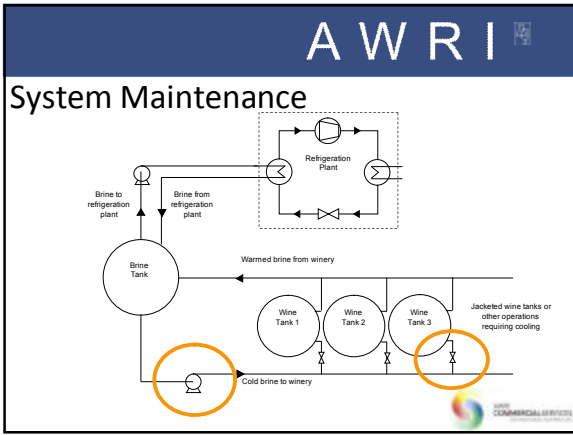 AWRI
System Maintenance
Refrigeration
Plant
Brine to
refrigeration
plant
Brine from
refrigeration
plant
Brine
Tank
Warmed brine from winery
Wine
Tank 1
Wine
Tank 2
Wine
Tank 3
Jacketed wine tanks or
other operations
requiring cooling
Cold brine to winery
COMMERCIAL SERVICES